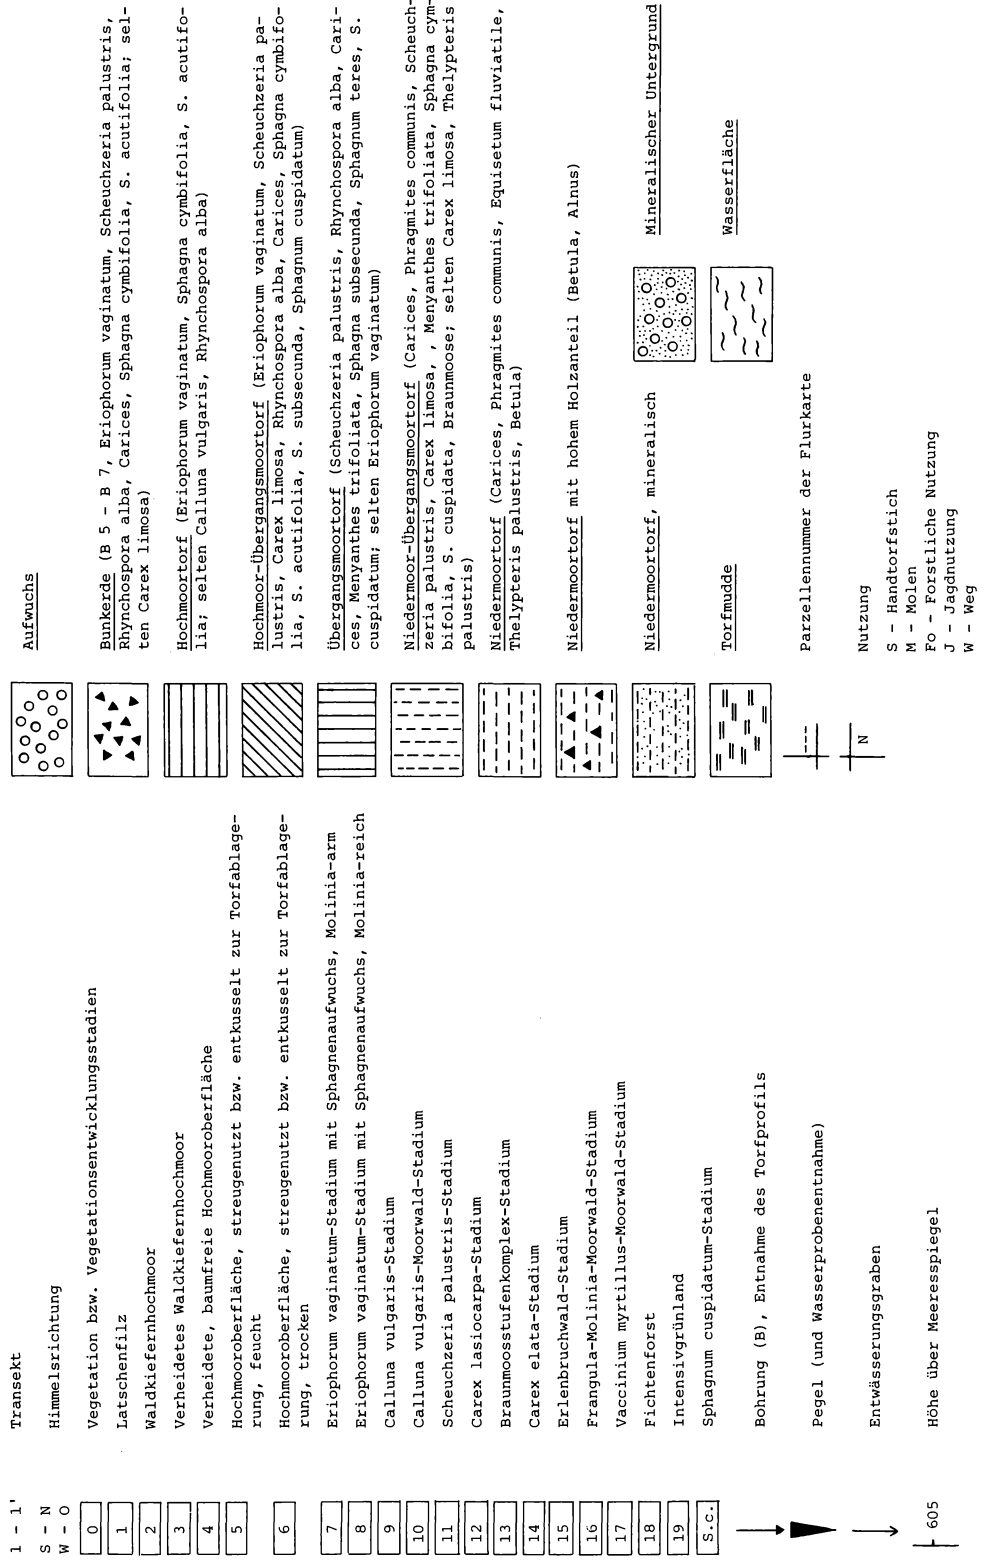 1 - 1' Transekt
S - N Himmelsrichtung
W - O
0 Vegetation bzw. Vegetationsentwicklungsstadien
1 Latschenfilz
2 Waldkiefernhochmoor
3 Verheidetes Waldkiefernhochmoor
4 Verheidete, baumfreie Hochmooroberfläche
5 Hochmooroberfläche, streugenutzt bzw. entkusselt zur Torfablage-
rung, feucht
6 Hochmooroberfläche, streugenutzt bzw. entkusselt zur Torfablage-
rung, trocken
7 Eriophorum vaginatum-Stadium mit Sphagnenaufwuchs, Molinia-arm
8 Eriophorum vaginatum-Stadium mit Sphagnenaufwuchs, Molinia-reich
9 Calluna vulgaris-Stadium
10 Calluna vulgaris-Moorwald-Stadium
11 Scheuchzeria palustris-Stadium
12 Carex lasiocarpa-Stadium
13 Braunmoosstufenkomplex-Stadium
14 Carex elata-Stadium
15 Erlenbruchwald-Stadium
16 Frangula-Molinia-Moorwald-Stadium
17 Vaccinium myrtillus-Moorwald-Stadium
18 Fichtenforst
19 Intensivgrünland
S.c. Sphagnum cuspidatum-Stadium
Bohrung (B), Entnahme des Torfprofils
Pegel (und Wasserprobenentnahme)
Entwässerungsgraben
605 Höhe über Meeresspiegel
Aufwuchs
Bunkerde (B 5 - B 7, Eriophorum vaginatum, Scheuchzeria palustris,
Rhynchospora alba, Carices, Sphagna cymbifolia, S. acutifolia; sel-
ten Carex limosa)
Hochmoortorf (Eriophorum vaginatum, Sphagna cymbifolia, S. acutifo-
lia; selten Calluna vulgaris, Rhynchospora alba)
Hochmoor-Übergangsmoortorf (Eriophorum vaginatum, Scheuchzeria pa-
lustris, Carex limosa, Rhynchospora alba, Carices, Sphagna cymbifo-
lia, S. acutifolia, S. subsecunda, Sphagnum cuspidatum)
Übergangsmoortorf (Scheuchzeria palustris, Rhynchospora alba, Cari-
ces, Menyanthes trifoliata, Sphagna subsecunda, Sphagnum teres, S.
cuspidatum; selten Eriophorum vaginatum)
Niedermoor-Übergangsmoortorf (Carices, Phragmites communis, Scheuch-
zeria palustris, Carex limosa, , Menyanthes trifoliata, Sphagna cym-
bifolia, S. cuspidata, Braunmoose; selten Carex limosa, Thelypteris
palustris)
Niedermoortorf (Carices, Phragmites communis, Equisetum fluviatile,
Thelypteris palustris, Betula)
Niedermoortorf mit hohem Holzanteil (Betula, Alnus)
Niedermoortorf, mineralisch
Mineralischer Untergrund
Torfmudde
Wasserfläche
Parzellennummer der Flurkarte
N Nutzung
S - Handtorfstich
M - Molen
Fo - Forstliche Nutzung
J - Jagdnutzung
W - Weg